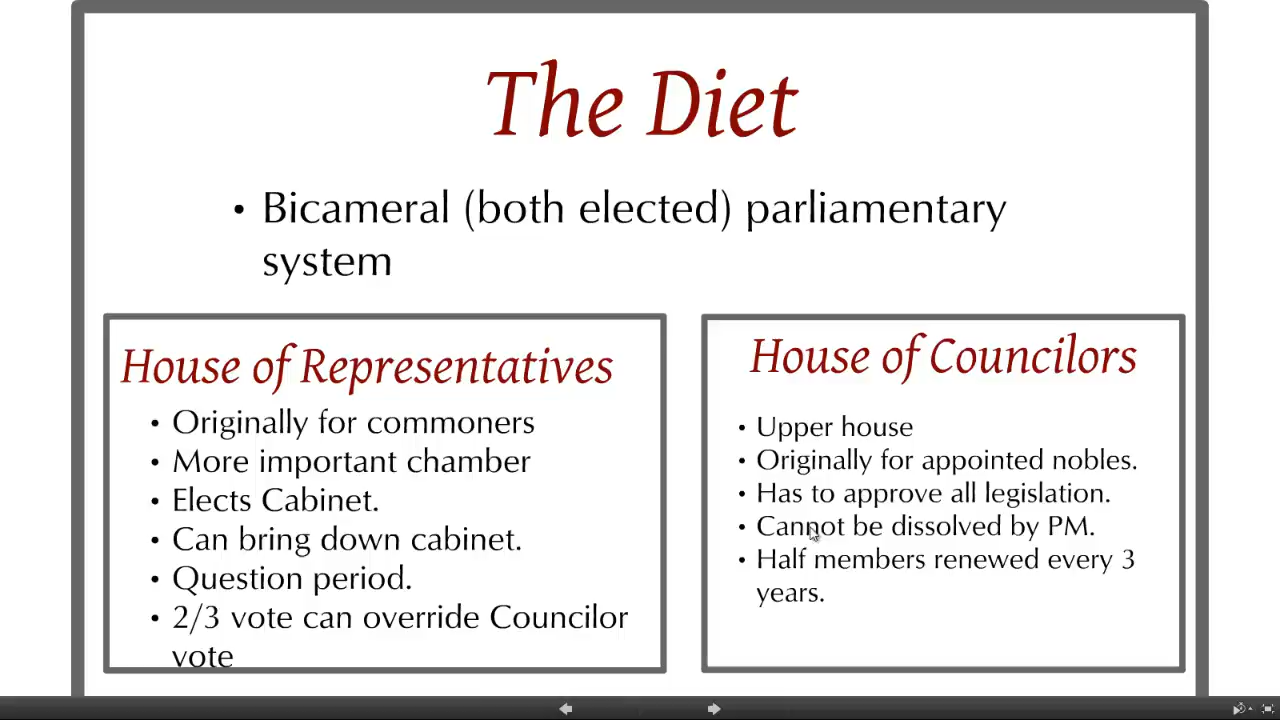 The Diet
• Bicameral (both elected) parliamentary
system
House of Representatives
• Originally for commoners
• More important chamber
• Elects Cabinet.
• Can bring down cabinet.
• Question period.
• 2/3 vote can override Councilor
vote
House of Councilors
• Upper house
• Originally for appointed nobles.
• Has to approve all legislation.
• Cannot be dissolved by PM.
• Half members renewed every 3
years.